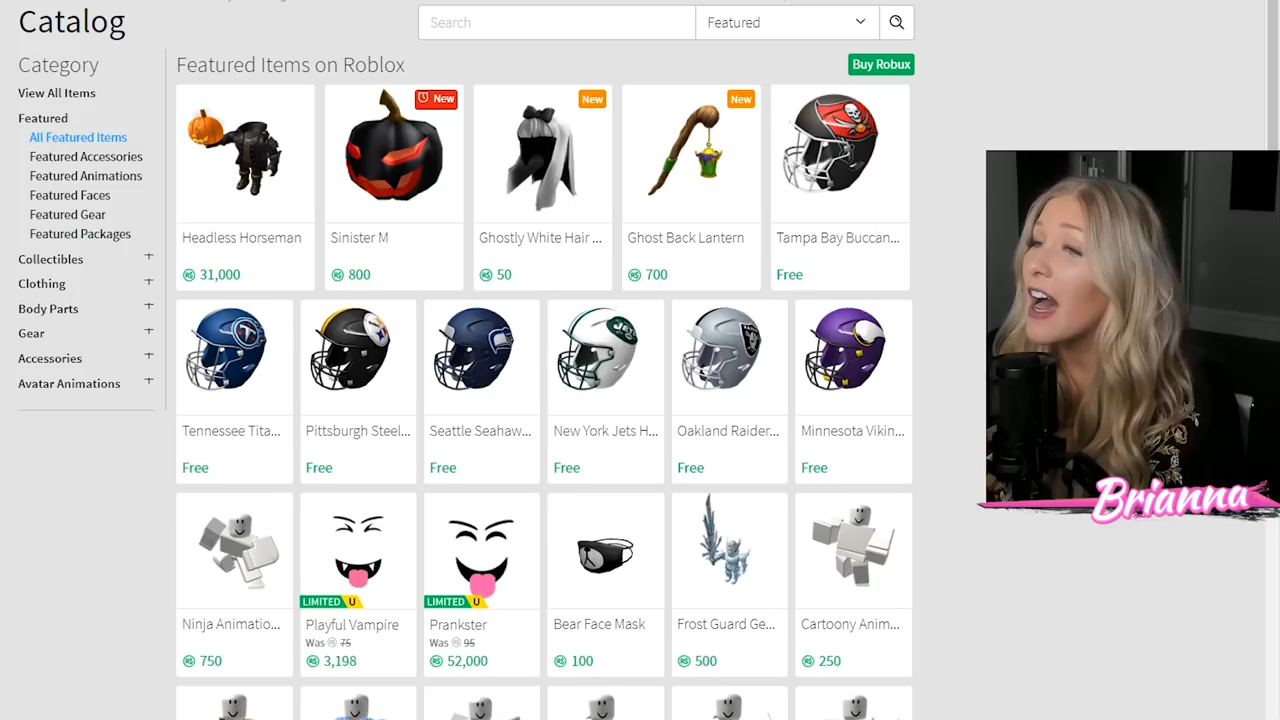 Catalog
Search
Featured
Category
View All Items
Featured
All Featured Items
Featured Accessories
Featured Animations
Featured Faces
Featured Gear
Featured Packages
Collectibles
Clothing
Body Parts
Gear
Accessories
Avatar Animations
Featured Items on Roblox
Buy Robux
New
New
New
Headless Horseman
Sinister M
Ghostly White Hair ...
Ghost Back Lantern
Tampa Bay Buccan...
31,000
800
50
700
Free
JETS
Tennessee Tita...
Pittsburgh Steel...
Seattle Seahaw...
New York Jets H...
Oakland Raider...
Minnesota Vikin...
Free
Free
Free
Free
Free
Free
LIMITED U
LIMITED U
Ninja Animatio...
Playful Vampire
Prankster
Bear Face Mask
Frost Guard Ge...
Cartoony Anim...
Was 75
Was 95
750
3,198
52,000
100
500
250
Brianna